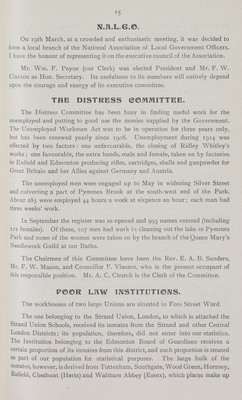 15
N.A.L.G.O.
On 19th March, at a crowded and enthusiastic meeting, it was decided to
form a local branch of the National Association of Local Government Officers.
I have the honour of representing it on the executive council of the Association.
Mr. Wm. F. Payne (our Clerk) was elected President and Mr. F. W.
Claxton as Hon. Secretary. Its usefulness to its members will entirely depend
upon the courage and energy of its executive committee.
THE DISTRESS COMMITTEE.
The Distress Committee has been busy in finding useful work for the
unemployed and putting to good use the monies supplied by the Government.
The Unemployed Workmen Act was to be in operation for three years only,
but has been renewed yearly since 1908. Unemployment during 1914 was
affected by two factors: one unfavourable, the closing of Ridley Whitley's
works; one favourable, the extra hands, male and female, taken on by factories
in Enfield and Edmonton producing rifles, cartridges, shells and gunpowder for
Great Britain and her Allies against Germany and Austria.
The unemployed men were engaged up to May in widening Silver Street
and culverting a part of Pymmes Brook at the south-west end of the Park.
About 285 were employed 44 hours a week at sixpence an hour; each man had
three weeks' work.
In September the register was re-opened and 993 names entered (including
112 females). Of these, 107 men had work in cleaning out the lake in Pymmes
Park and some of the women were taken on by the branch of the Queen Mary's
Needlework Guild at our Baths.
The Chairmen of this Committee have been the Rev. E. A. B. Sanders,
Mr. F. W. Mason, and Councillor F. Vincent, who is the present occupant of
this responsible position. Mr. A. C. Church is the Clerk of the Committee.
POOR LAW INSTITUTIONS.
The workhouses of two large Unions are situated in Fore Street Ward.
The one belonging to the Strand Union, London, to which is attached the
Strand Union Schools, received its inmates from the Strand and other Central
London Districts; its population, therefore, did not enter into our statistics.
The Institution belonging to the Edmonton Board of Guardians receives a
certain proportion of its inmates from this district, and such proportion is treated
as part of our population for statistical purposes. The large bulk of the
inmates, however, is derived from Tottenham, Southgate, Wood Green, Hornsey,
Enfield, Cheshunt (Herts) and Waltham Abbey (Essex), which places make up